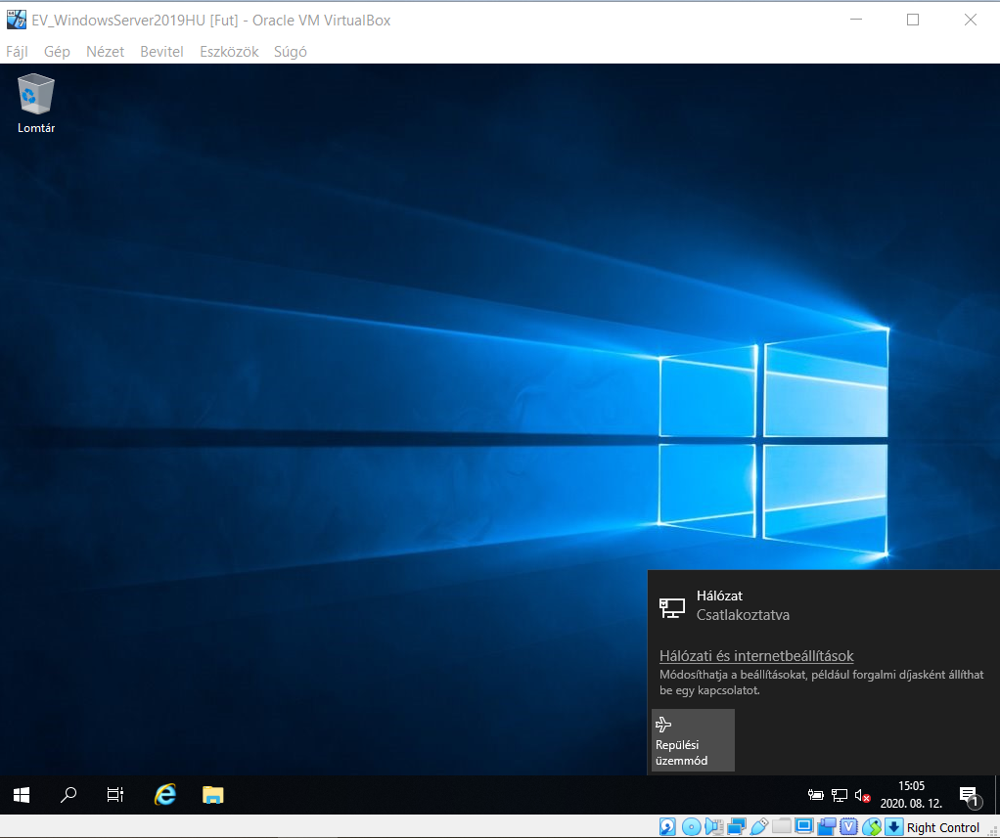 EV_WindowsServer2019HU [Fut] - Oracle VM VirtualBox
Fájl Gép Nézet Bevitel Eszközök Súgó
Lomtár
Hálózat
Csatlakoztatva
Hálózati és internetbeállítások
Módosíthatja a beállításokat, például forgalmi díjasként állíthat
be egy kapcsolatot.
Repülési
üzemmód
15:05
2020. 08. 12.
1
Right Control